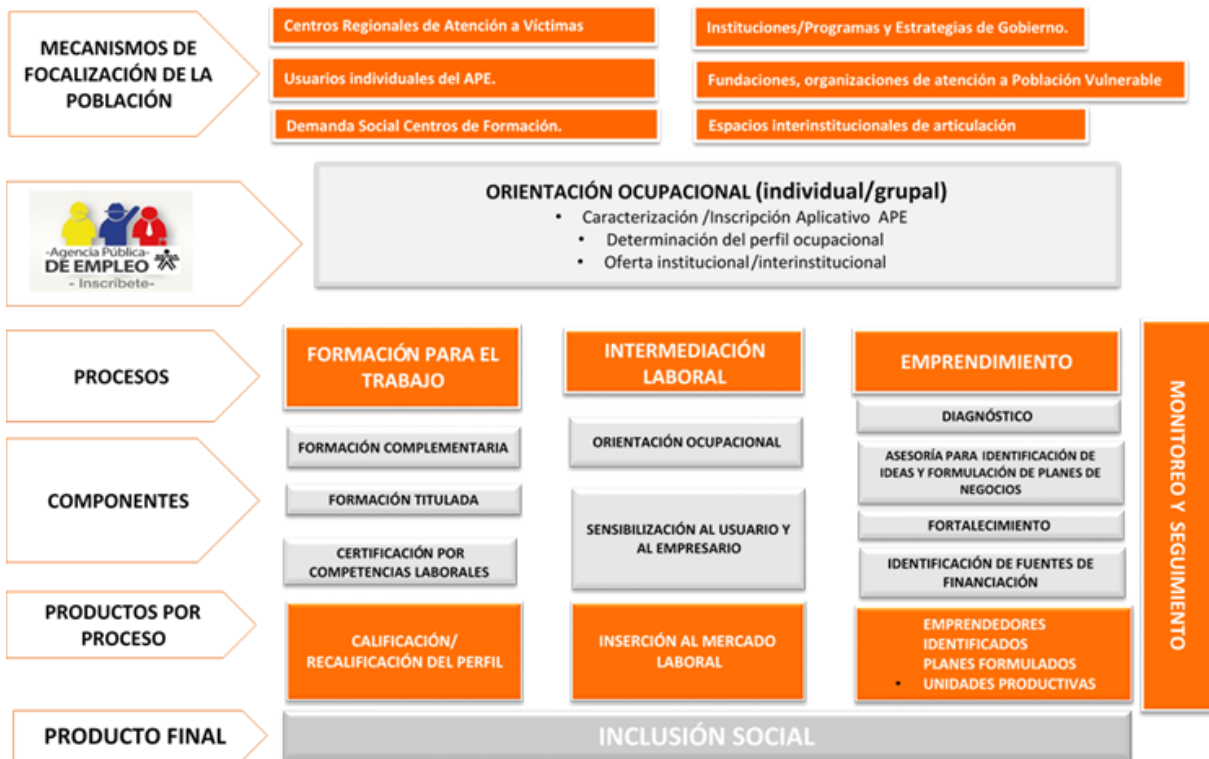 MECANISMOS DE
FOCALIZACIÓN DE LA
POBLACIÓN
Centros Regionales de Atención a Víctimas
Instituciones/Programas y Estrategias de Gobierno.
Usuarios individuales del APE.
Fundaciones, organizaciones de atención a Población Vulnerable
Demanda Social Centros de Formación.
Espacios interinstitucionales de articulación
-Agencia Pública-
DE EMPLEO
- Inscríbete-
ORIENTACIÓN OCUPACIONAL (individual/grupal)
• Caracterización /Inscripción Aplicativo APE
• Determinación del perfil ocupacional
• Oferta institucional/interinstitucional
PROCESOS
FORMACIÓN PARA EL
TRABAJO
INTERMEDIACIÓN
LABORAL
EMPRENDIMIENTO
COMPONENTES
FORMACIÓN COMPLEMENTARIA
FORMACIÓN TITULADA
CERTIFICACIÓN POR
COMPETENCIAS LABORALES
ORIENTACIÓN OCUPACIONAL
SENSIBILIZACIÓN AL USUARIO Y
AL EMPRESARIO
DIAGNÓSTICO
ASESORÍA PARA IDENTIFICACIÓN DE
IDEAS Y FORMULACIÓN DE PLANES DE
NEGOCIOS
FORTALECIMIENTO
IDENTIFICACIÓN DE FUENTES DE
FINANCIACIÓN
PRODUCTOS POR
PROCESO
CALIFICACIÓN/
RECALIFICACIÓN DEL PERFIL
INSERCIÓN AL MERCADO
LABORAL
EMPRENDEDORES
IDENTIFICADOS
PLANES FORMULADOS
• UNIDADES PRODUCTIVAS
MONITOREO Y SEGUIMIENTO
PRODUCTO FINAL
INCLUSIÓN SOCIAL